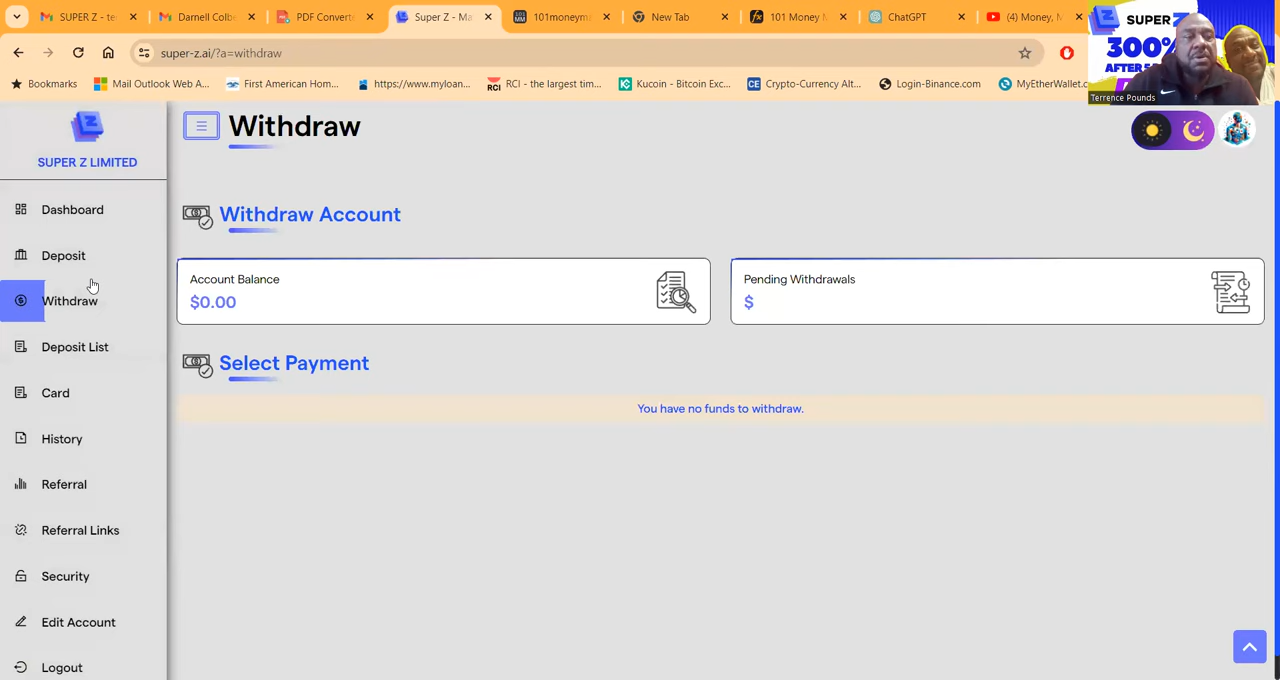 SUPER Z - te
Darnell Colb
PDF Convert
Super Z - Ma
101moneyma
New Tab
101 Money M
ChatGPT
(4) Money, M
super-z.ai/?a=withdraw
Bookmarks
Mail Outlook Web A...
First American Hom...
https://www.myloan...
RCI - the largest tim...
Kucoin - Bitcoin Exc...
Crypto-Currency Alt...
Login-Binance.com
MyEtherWallet.c
SUPER Z
300%
AFTER
Terrence Pounds
SUPER Z LIMITED
Dashboard
Deposit
Withdraw
Deposit List
Card
History
Referral
Referral Links
Security
Edit Account
Logout
Withdraw
Withdraw Account
Account Balance
$0.00
Pending Withdrawals
$
Select Payment
You have no funds to withdraw.